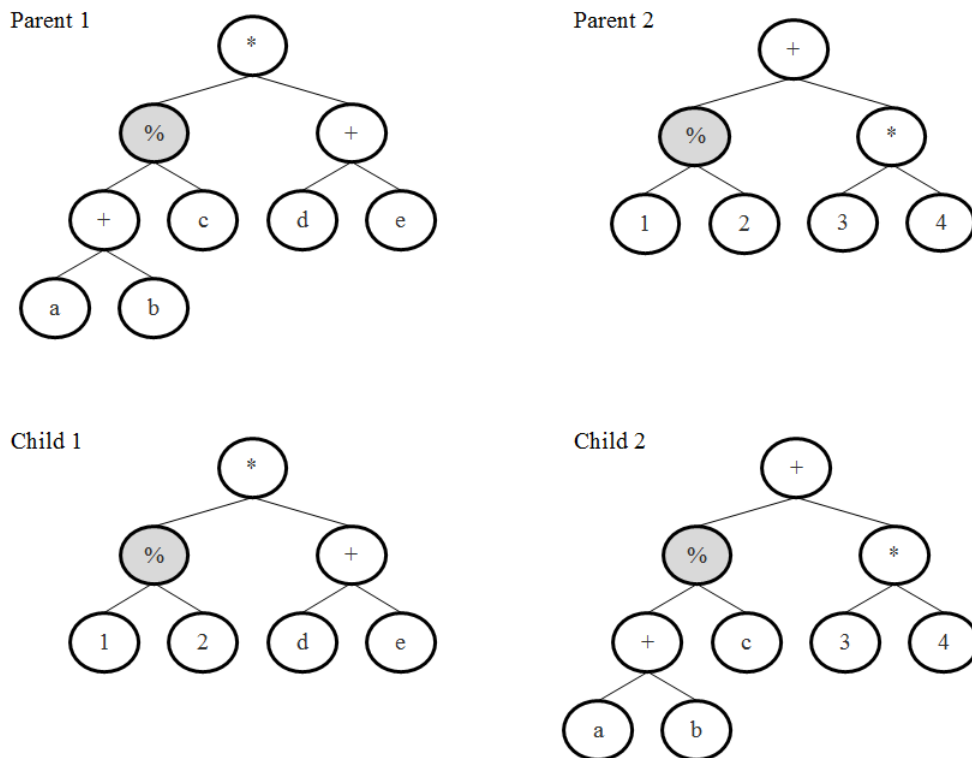 Parent 1
Parent 2
*
+
%
+
%
*
+
c
d
e
1
2
3
4
a
b
Child 1
Child 2
*
+
%
+
%
*
1
2
d
e
+
c
3
4
a
b